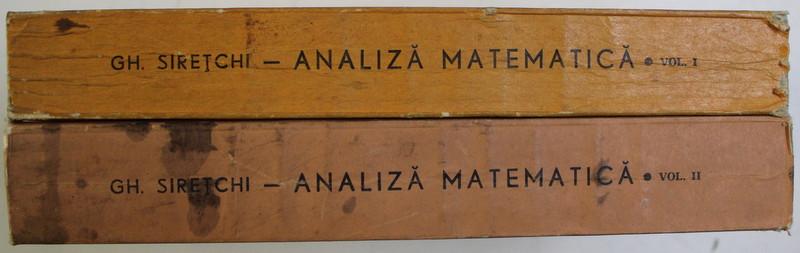 GH. SIREȚCHI – ANALIZĂ MATEMATICĂ • VOL. I
GH. SIREȚCHI – ANALIZĂ MATEMATICĂ • VOL. II